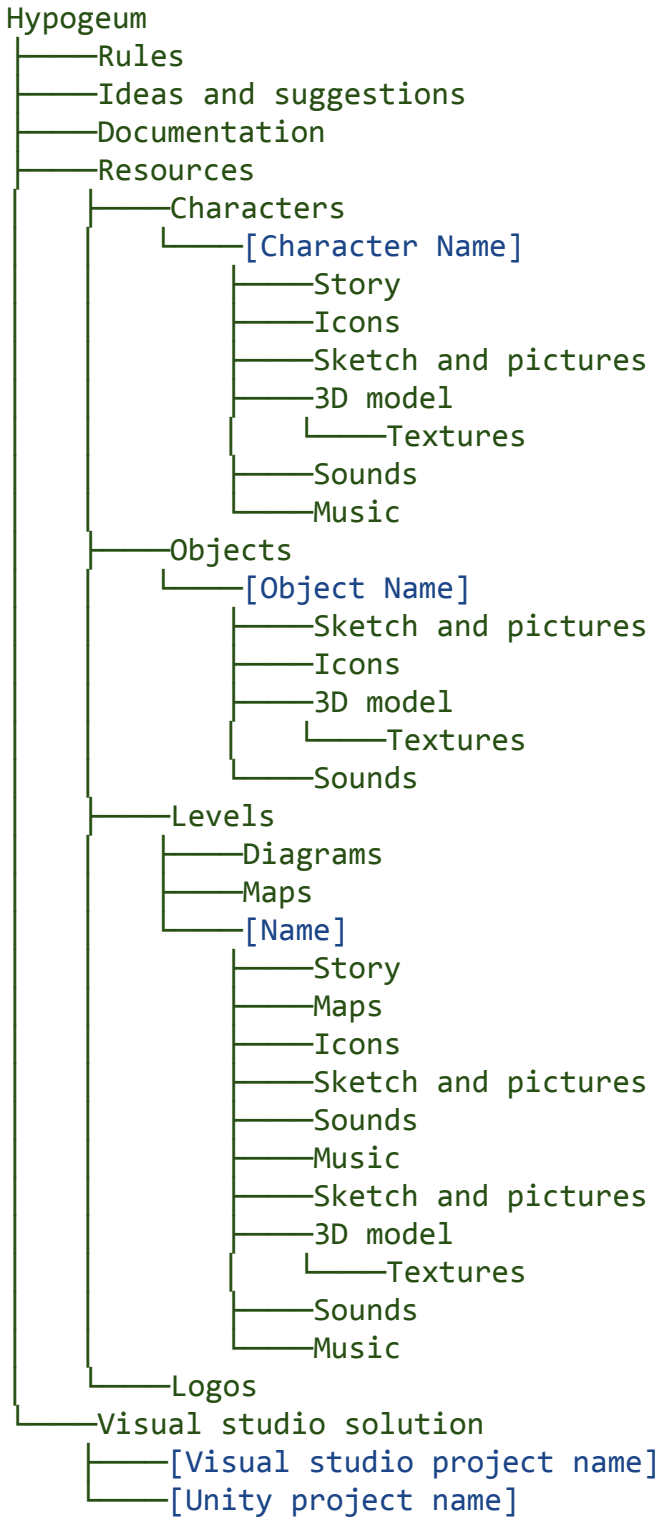 Hypogeum
Rules
Ideas and suggestions
Documentation
Resources
Characters
[Character Name]
Story
Icons
Sketch and pictures
3D model
Textures
Sounds
Music
Objects
[Object Name]
Sketch and pictures
Icons
3D model
Textures
Sounds
Levels
Diagrams
Maps
[Name]
Story
Maps
Icons
Sketch and pictures
Sounds
Music
Sketch and pictures
3D model
Textures
Sounds
Music
Logos
Visual studio solution
[Visual studio project name]
[Unity project name]